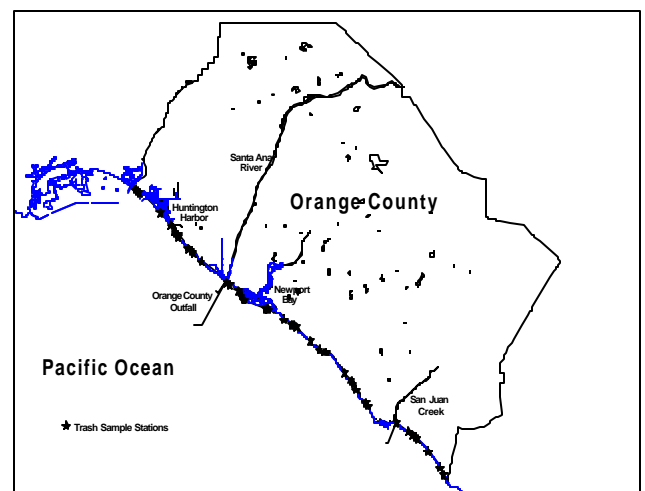 Santa Ana
River
Orange County
Huntington
Harbor
Orange County
Outfall
Newport
Bay
Pacific Ocean
San Juan
Creek
Trash Sample Stations